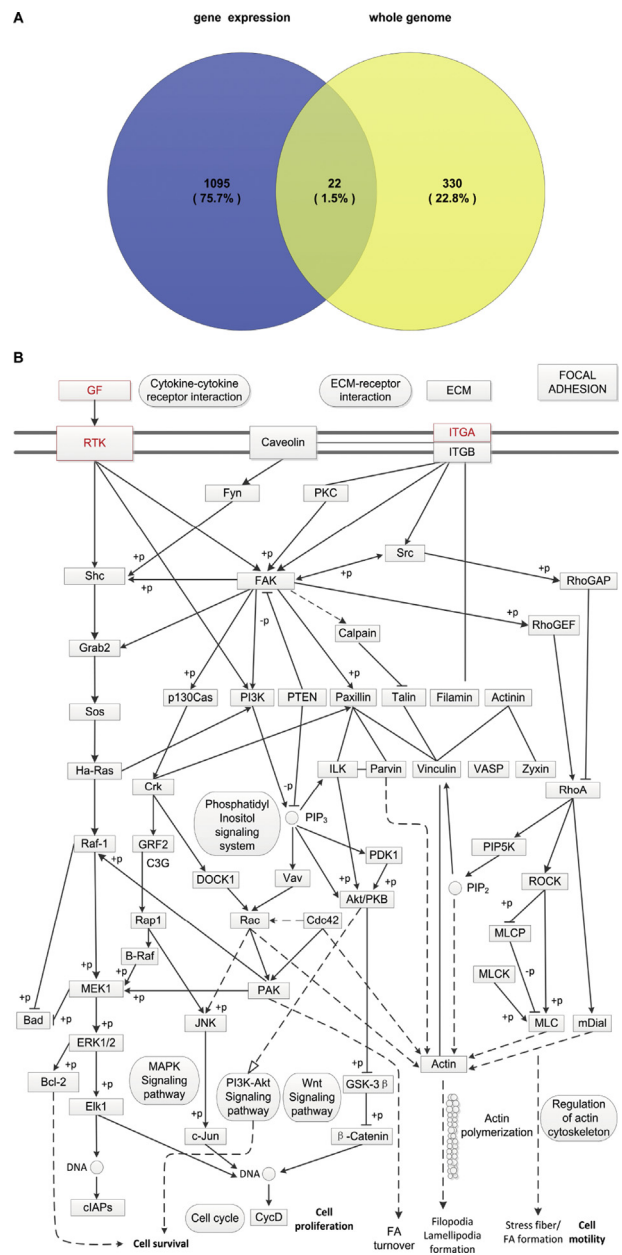 A
gene expression
whole genome
1095
( 75.7% )
22
( 1.5% )
330
( 22.8% )
B
GF
Cytokine-cytokine
receptor interaction
ECM-receptor
interaction
ECM
FOCAL
ADHESION
RTK
Caveolin
ITGA
ITGB
Fyn
PKC
Src
+p
+p
+p
+p
Shc
+p
FAK
+p
RhoGAP
-p
+p
Calpain
RhoGEF
Grab2
+p
+p
p130Cas
PI3K
PTEN
Paxillin
Talin
Filamin
Actinin
Sos
Ha-Ras
Crk
-p
ILK
Parvin
Vinculin
VASP
Zyxin
RhoA
Phosphatidyl
Inositol
signaling
system
PIP3
Raf-1
+p
GRF2
C3G
PDK1
PIP5K
DOCK1
Vav
+p
+p
Akt/PKB
PIP2
ROCK
Rap1
Rac
Cdc42
+p
MLCP
B-Raf
+p
+p
MLCK
-p
+p
MEK1
+p
PAK
+p
Bad
+p
+p
JNK
+p
+p
MLC
mDial
ERK1/2
+p
Bcl-2
+p
MAPK
Signaling
pathway
PI3K-Akt
Signaling
pathway
Wnt
Signaling
pathway
+p
GSK-3β
Actin
Elk1
+p
c-Jun
+p
β-Catenin
Actin
polymerization
Regulation
of actin
cytoskeleton
DNA
DNA
cIAPs
Cell cycle
CycD
Cell
proliferation
Cell survival
FA
turnover
Filopodia
Lamellipodia
formation
Stress fiber/
FA formation
Cell
motility